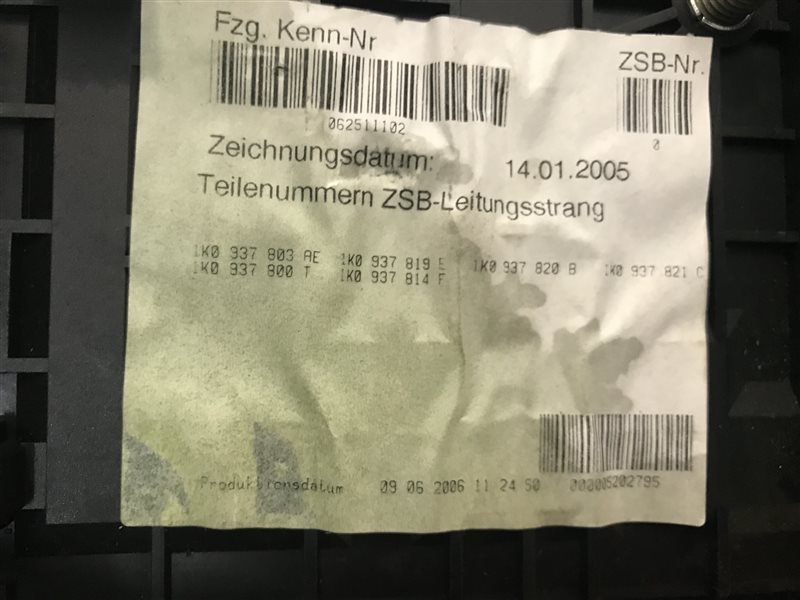 Fzg. Kenn-Nr
ZSB-Nr.
062511102
0
Zeichnungsdatum: 14.01.2005
Teilenummern ZSB-Leitungsstrang
1K0 937 803 AE 1K0 937 819 E 1K0 937 820 B 1K0 937 821 C
1K0 937 800 T 1K0 937 814 F
Produktionsdatum 09 06 2006 11 24 50 000005202795